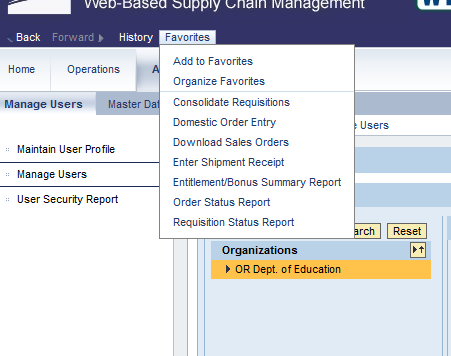 Web-Based Supply Chain Management
Back Forward History Favorites
Add to Favorites
Organize Favorites
Consolidate Requisitions
Domestic Order Entry
Download Sales Orders
Enter Shipment Receipt
Entitlement/Bonus Summary Report
Order Status Report
Requisition Status Report
Home Operations
Manage Users Master
Users
Maintain User Profile
Manage Users
User Security Report
Reset
Organizations
OR Dept. of Education